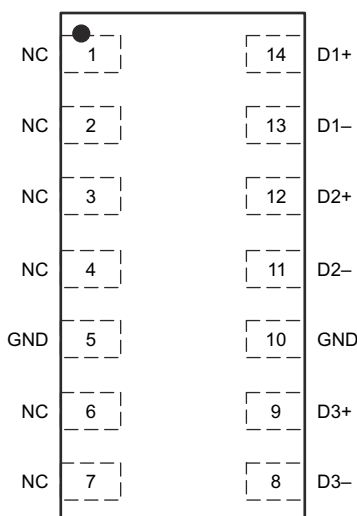 NC 1 14 D1+
NC 2 13 D1–
NC 3 12 D2+
NC 4 11 D2–
GND 5 10 GND
NC 6 9 D3+
NC 7 8 D3–